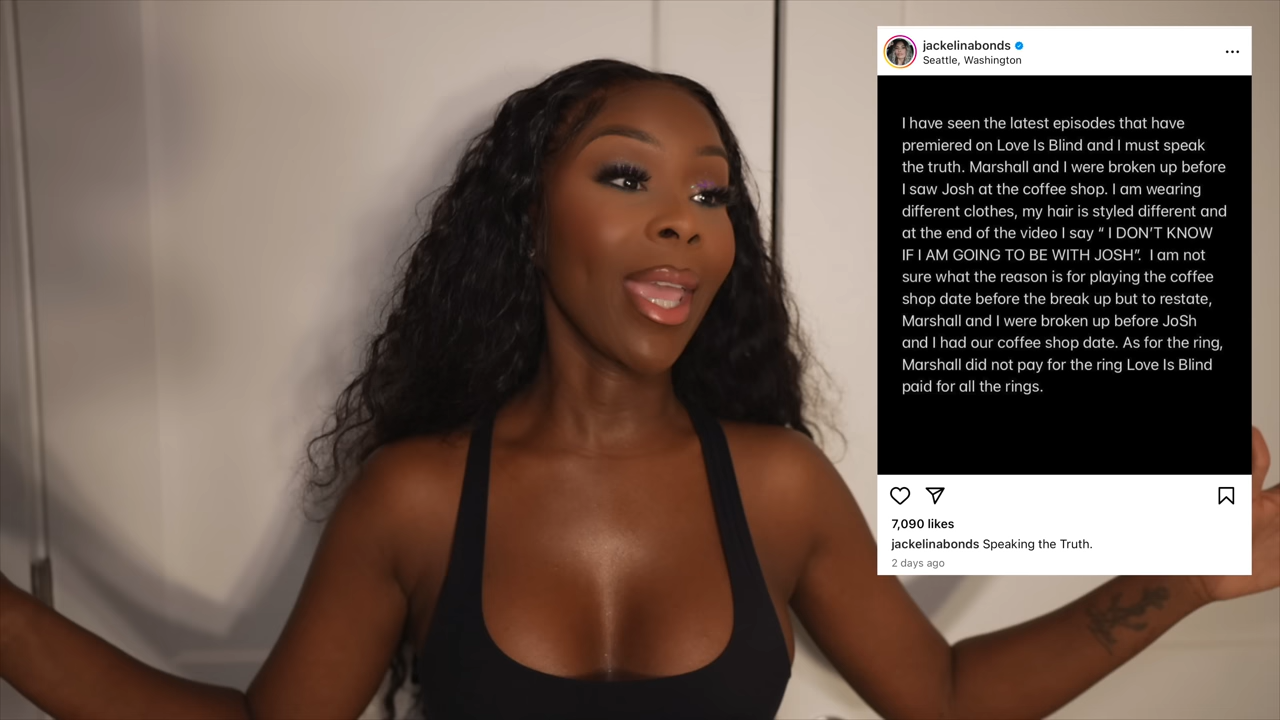 jackelinabonds
Seattle, Washington
I have seen the latest episodes that have
premiered on Love Is Blind and I must speak
the truth. Marshall and I were broken up before
I saw Josh at the coffee shop. I am wearing
different clothes, my hair is styled different and
at the end of the video I say “ I DON’T KNOW
IF I AM GOING TO BE WITH JOSH”. I am not
sure what the reason is for playing the coffee
shop date before the break up but to restate,
Marshall and I were broken up before JoSh
and I had our coffee shop date. As for the ring,
Marshall did not pay for the ring Love Is Blind
paid for all the rings.
7,090 likes
jackelinabonds Speaking the Truth.
2 days ago